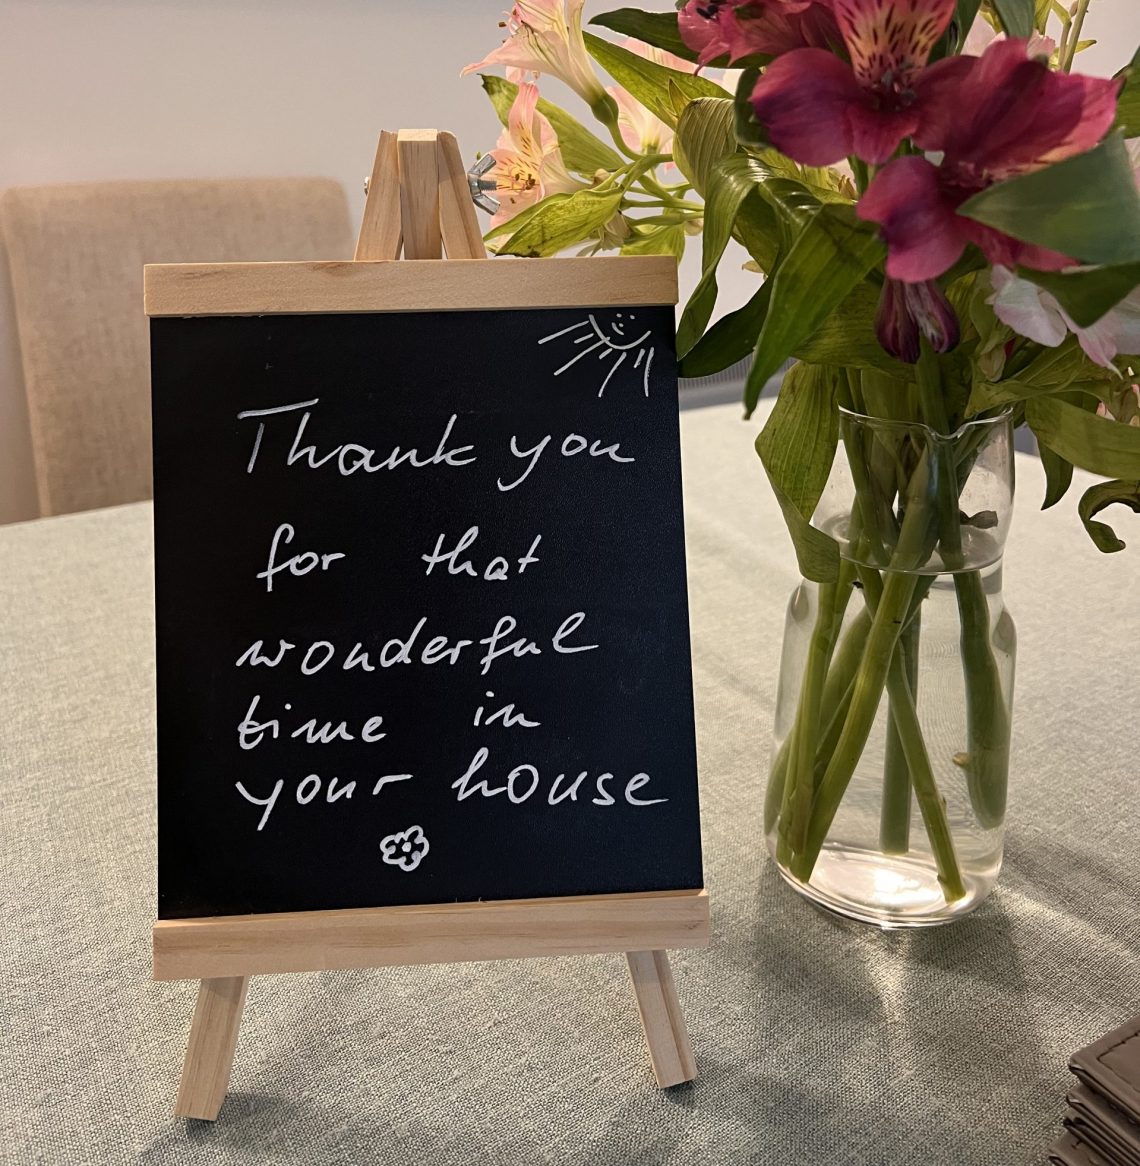 Thank you
for that
wonderful
time in
your house